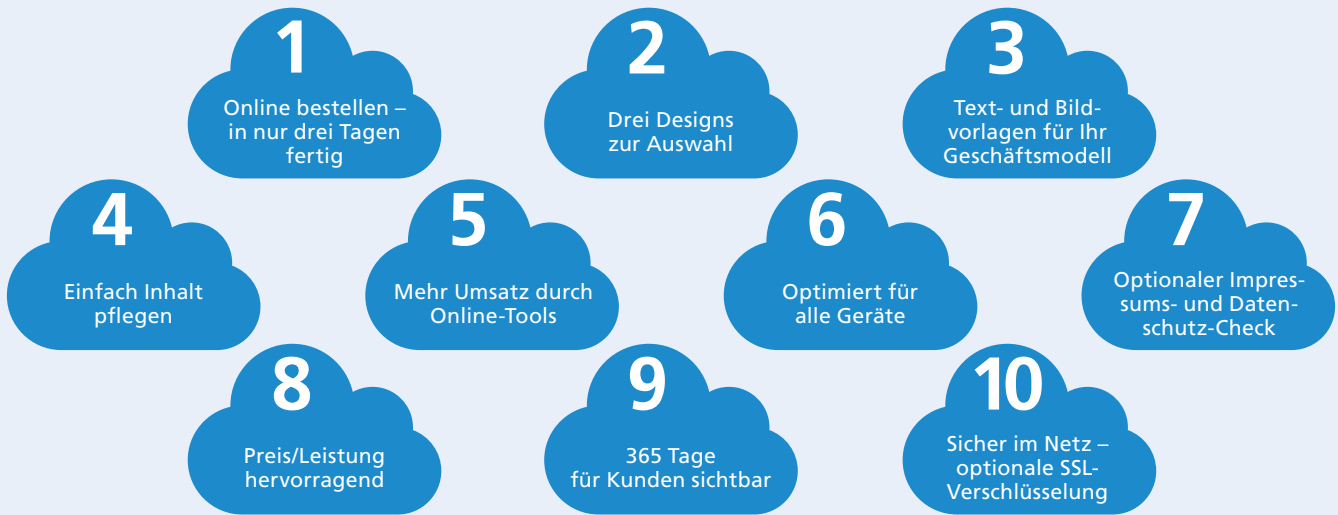 1
Online bestellen –
in nur drei Tagen
fertig
2
Drei Designs
zur Auswahl
3
Text- und Bild-
vorlagen für Ihr
Geschäftsmodell
4
Einfach Inhalt
pflegen
5
Mehr Umsatz durch
Online-Tools
6
Optimiert für
alle Geräte
7
Optionaler Impres-
sums- und Daten-
schutz-Check
8
Preis/Leistung
hervorragend
9
365 Tage
für Kunden sichtbar
10
Sicher im Netz –
optionale SSL-
Verschlüsselung